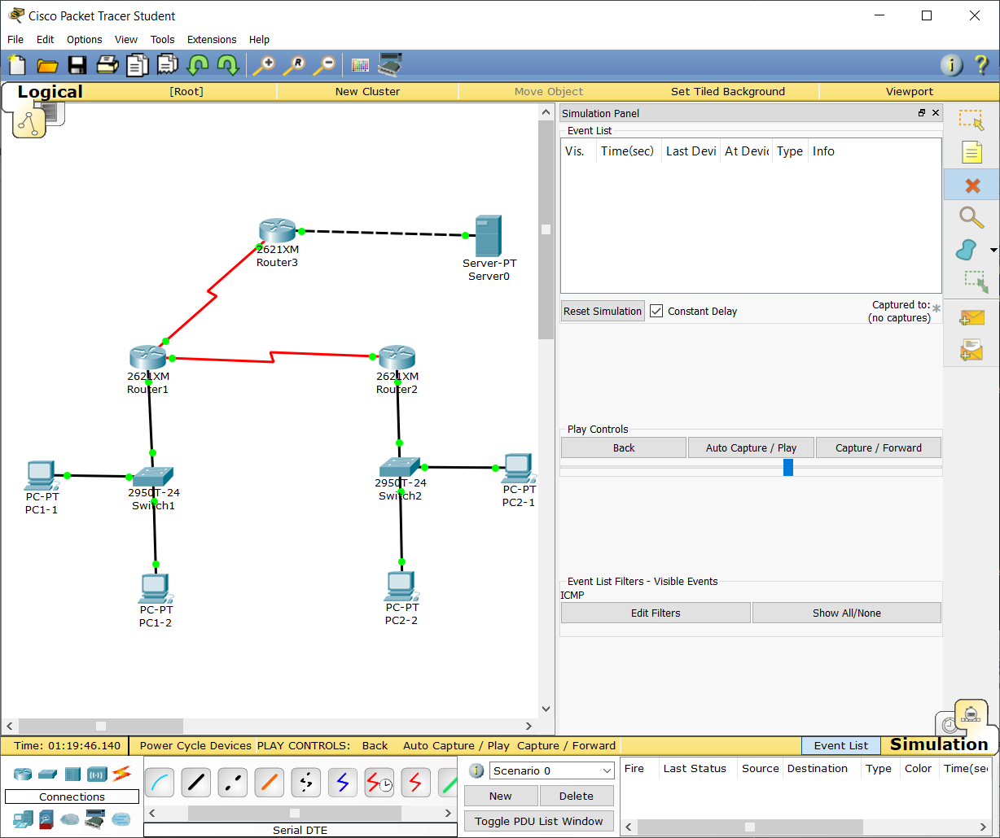 Cisco Packet Tracer Student
File Edit Options View Tools Extensions Help
Logical [Root] New Cluster Move Object Set Tiled Background Viewport
Simulation Panel
Event List
Vis. Time(sec) Last Devi At Devic Type Info
2621XM
Router3
Server-PT
Server0
Reset Simulation Constant Delay
Captured to:
(no captures)
2621XM
Router1
2621XM
Router2
Play Controls
Back Auto Capture / Play Capture / Forward
PC-PT
PC1-1
2950T-24
Switch1
2950T-24
Switch2
PC-PT
PC2-1
PC-PT
PC1-2
PC-PT
PC2-2
Event List Filters - Visible Events
ICMP
Edit Filters Show All/None
Time: 01:19:46.140 Power Cycle Devices PLAY CONTROLS: Back Auto Capture / Play Capture / Forward Event List Simulation
Connections
Serial DTE
Scenario 0
New Delete
Toggle PDU List Window
Fire Last Status Source Destination Type Color Time(sec